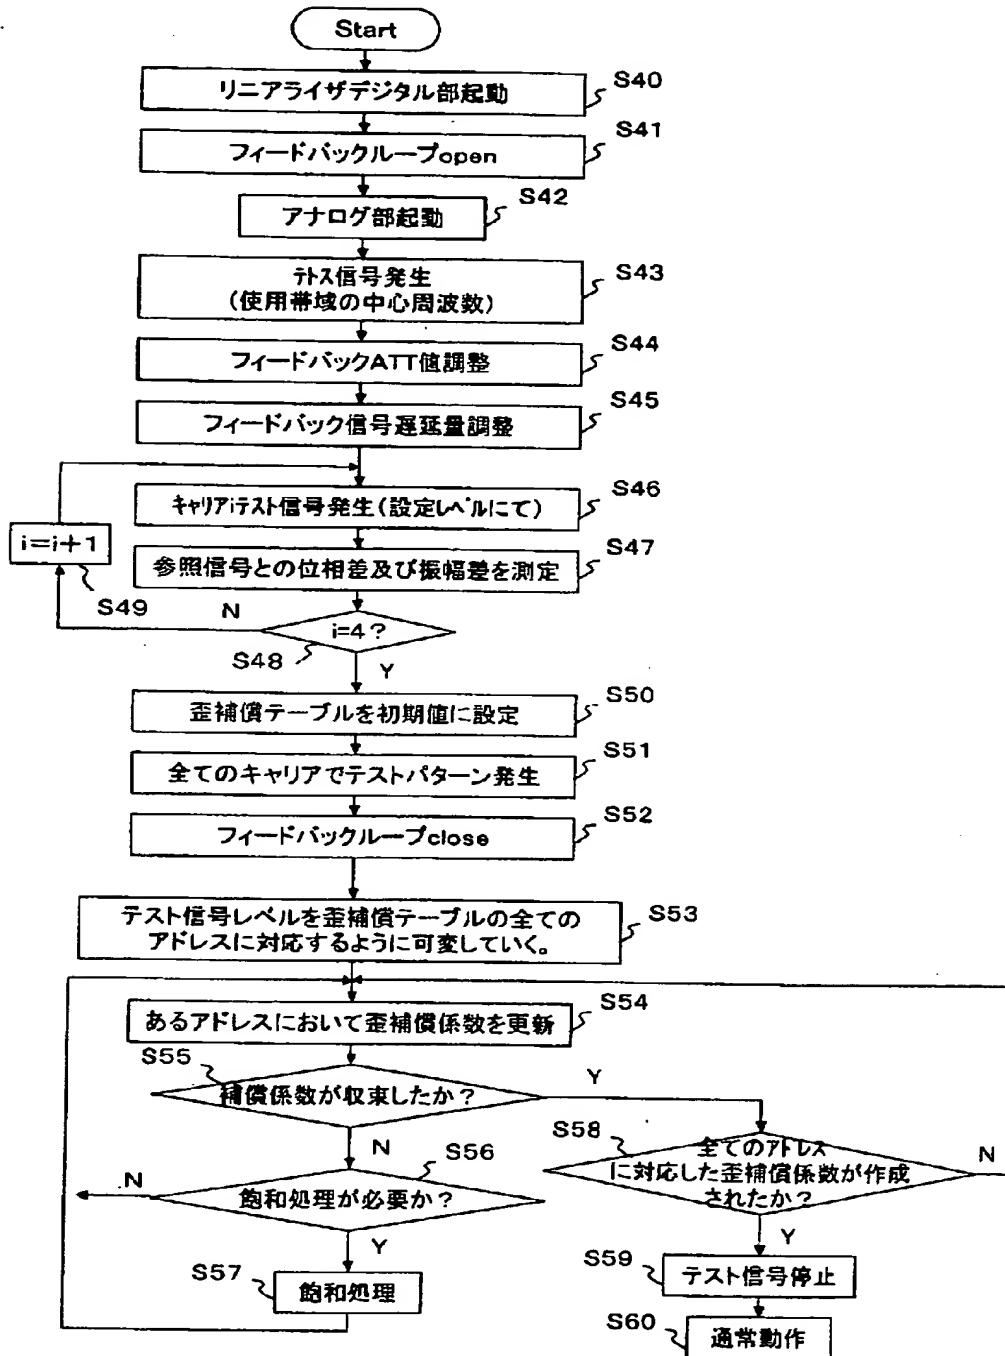 Start
リニアライザデジタル部起動
S40
フィードバックループopen
S41
アナログ部起動
S42
テトス信号発生
(使用帯域の中心周波数)
S43
フィードバックATT値調整
S44
フィードバック信号遅延量調整
S45
キャリアiテスト信号発生(設定レベルにて)
S46
i=i+1
S49
参照信号との位相差及び振幅差を測定
S47
N
i=4?
S48
Y
歪補償テーブルを初期値に設定
S50
全てのキャリアでテストパターン発生
S51
フィードバックループclose
S52
テスト信号レベルを歪補償テーブルの全ての
アドレスに対応するように可変していく。
S53
あるアドレスにおいて歪補償係数を更新
S54
S55
補償係数が収束したか?
Y
N
S56
N
飽和処理が必要か?
Y
S57
飽和処理
S58
全てのアドレス
に対応した歪補償係数が作成
されたか?
N
Y
S59
テスト信号停止
S60
通常動作